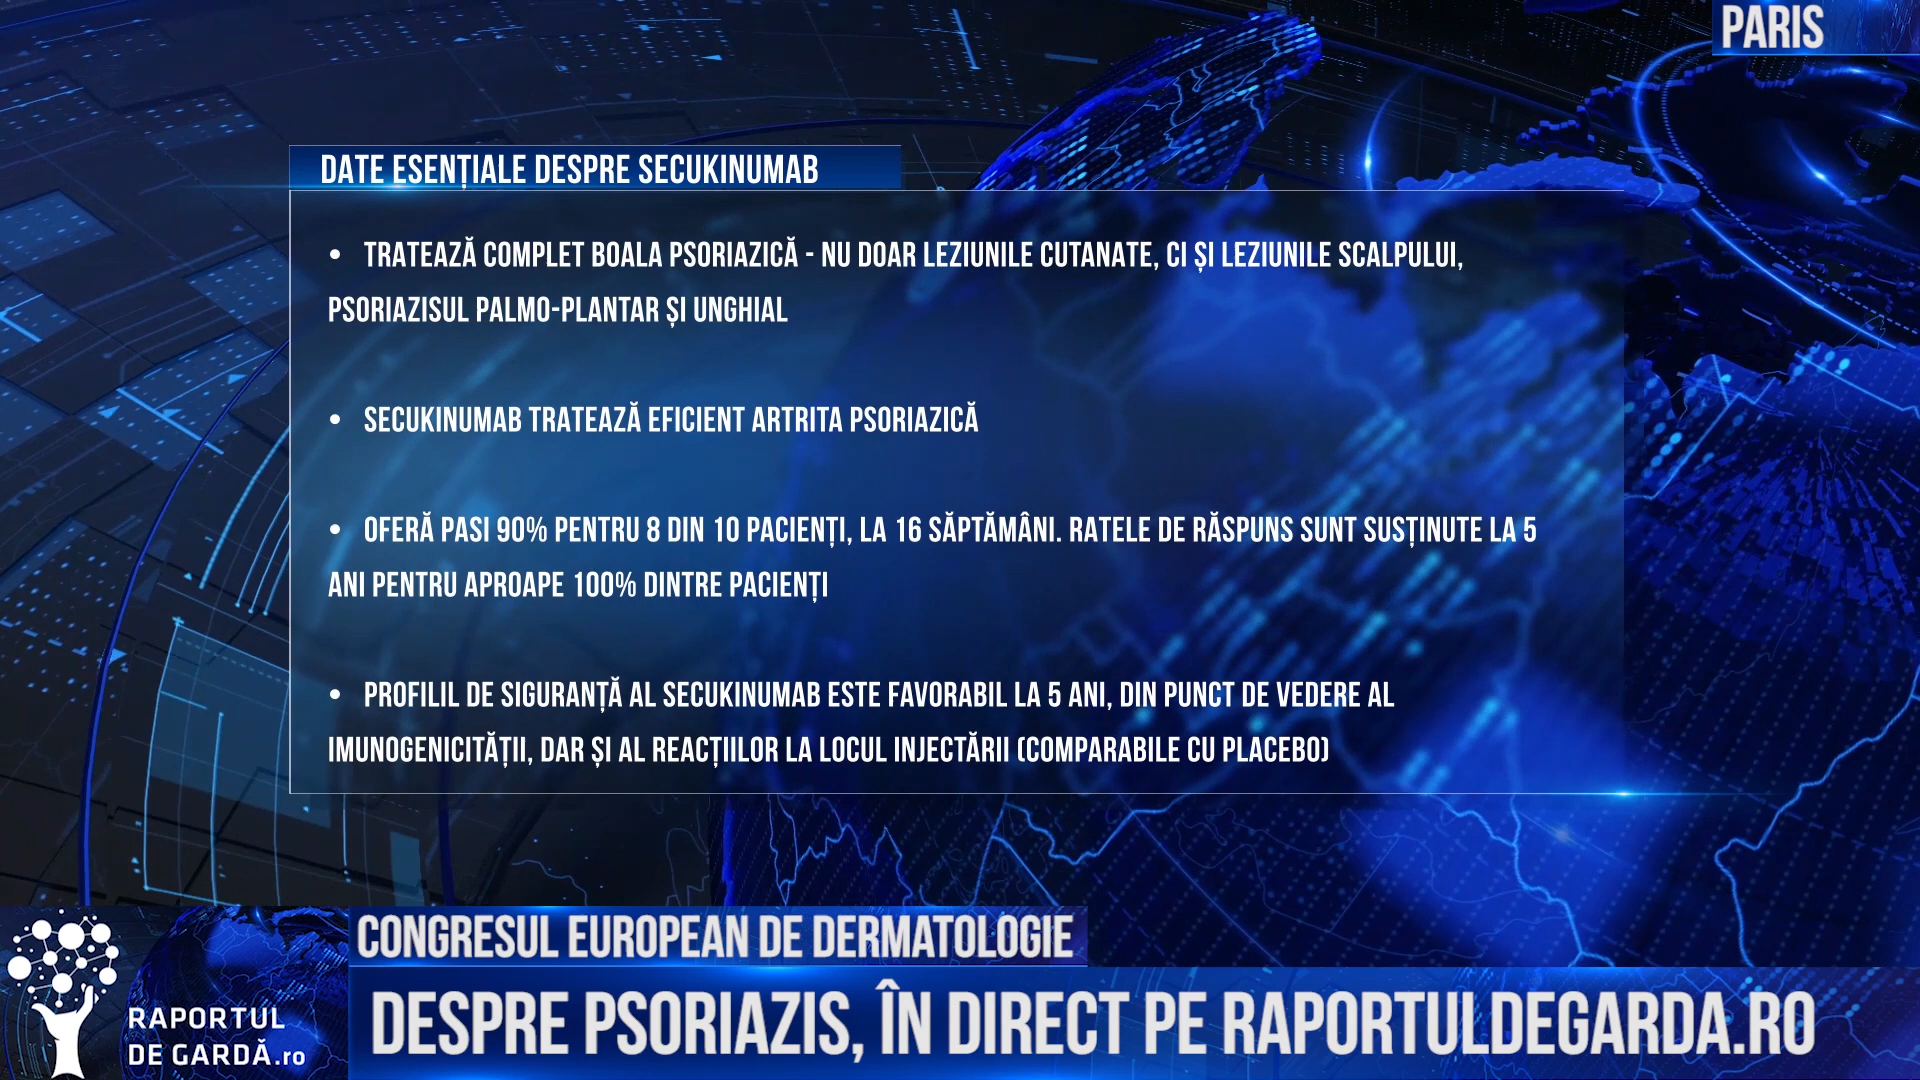 PARIS
DATE ESENȚIALE DESPRE SECUKINUMAB
• TRATEAZĂ COMPLET BOALA PSORIAZICĂ - NU DOAR LEZIUNILE CUTANATE, CI ȘI LEZIUNILE SCALPULUI,
PSORIAZISUL PALMO-PLANTAR ȘI UNGHIAL
• SECUKINUMAB TRATEAZĂ EFICIENT ARTRITA PSORIAZICĂ
• OFERĂ PASI 90% PENTRU 8 DIN 10 PACIENȚI, LA 16 SĂPTĂMÂNI. RATELE DE RĂSPUNS SUNT SUSȚINUTE LA 5
ANI PENTRU APROAPE 100% DINTRE PACIENȚI
• PROFILIL DE SIGURANȚĂ AL SECUKINUMAB ESTE FAVORABIL LA 5 ANI, DIN PUNCT DE VEDERE AL
IMUNOGENICITĂȚII, DAR ȘI AL REACȚIILOR LA LOCUL INJECTĂRII (COMPARABILE CU PLACEBO)
CONGRESUL EUROPEAN DE DERMATOLOGIE
DESPRE PSORIAZIS, ÎN DIRECT PE RAPORTULDEGARDA.RO
RAPORTUL
DE GARDĂ.ro